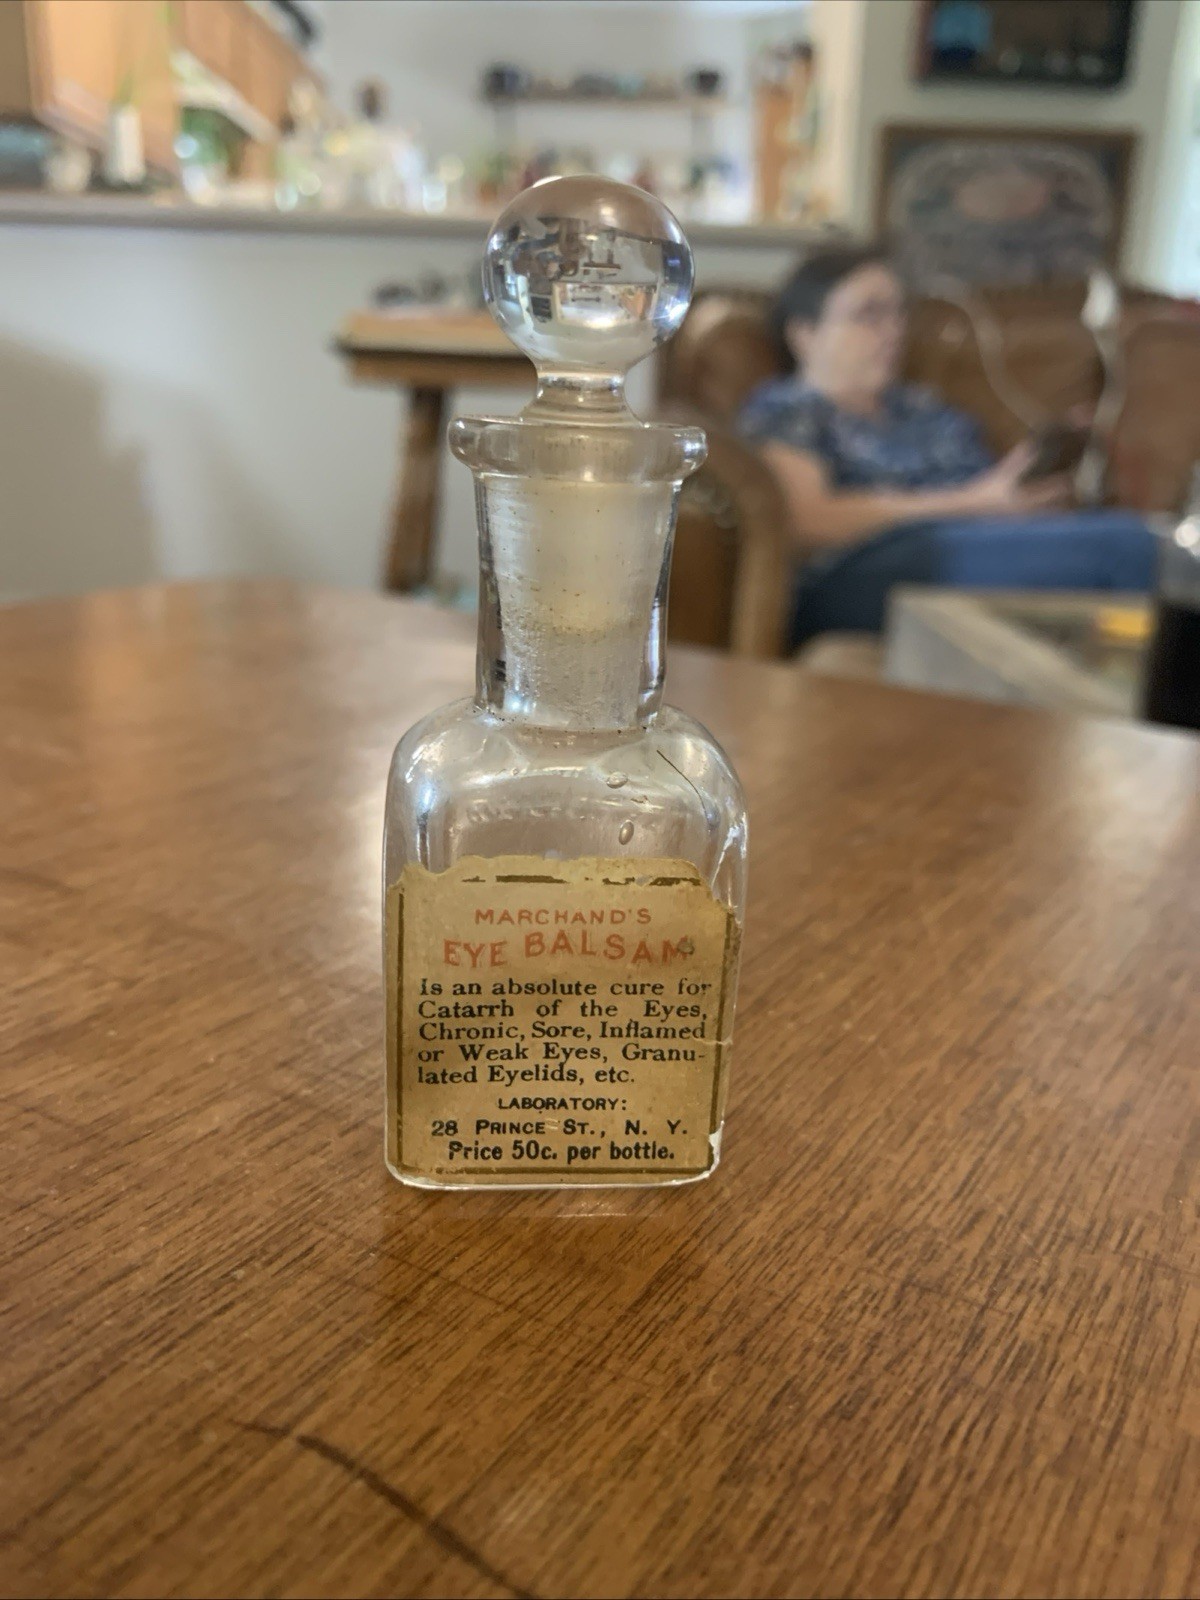 MARCHAND'S
EYE BALSAM
Is an absolute cure for
Catarrh of the Eyes,
Chronic, Sore, Inflamed
or Weak Eyes, Granu-
lated Eyelids, etc.
LABORATORY:
28 PRINCE ST., N. Y.
Price 50c. per bottle.